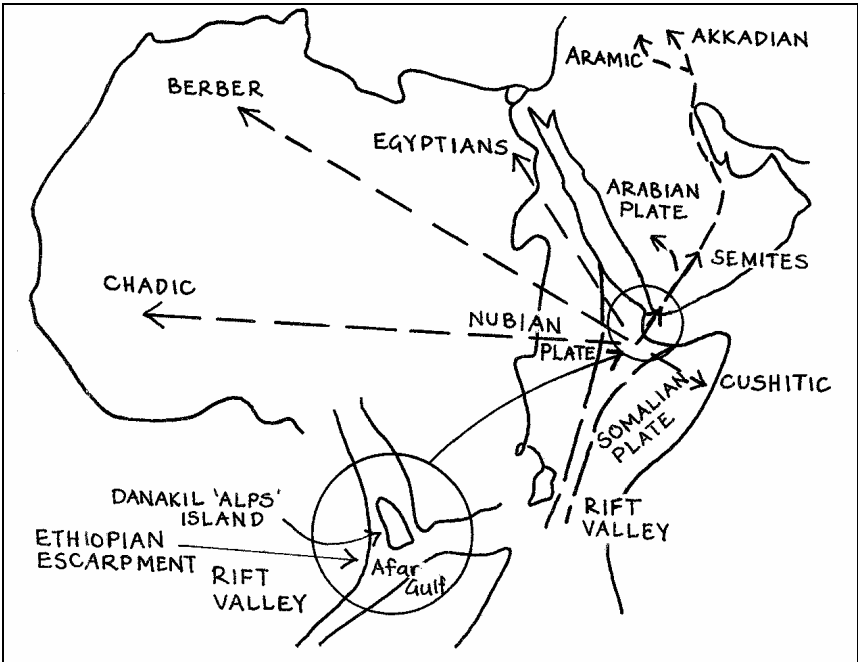 AKKADIAN
ARAMIC
BERBER
EGYPTIANS
ARABIAN
PLATE
SEMITES
CHADIC
NUBIAN
PLATE
CUSHITIC
SOMALIAN
PLATE
RIFT
VALLEY
DANAKIL 'ALPS'
ISLAND
ETHIOPIAN
ESCARPMENT
RIFT
VALLEY
Afar
Gulf